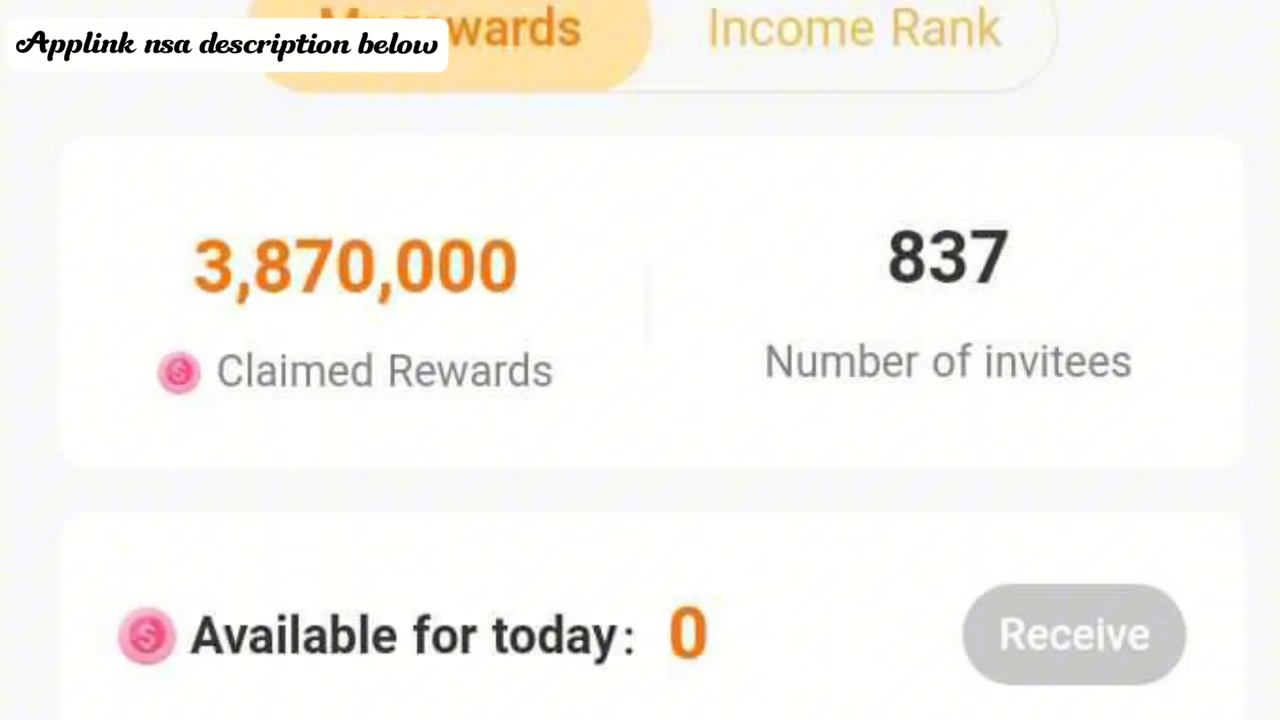 Applink nsa description below
wards
Income Rank
3,870,000
837
Claimed Rewards
Number of invitees
Available for today:
0
Receive